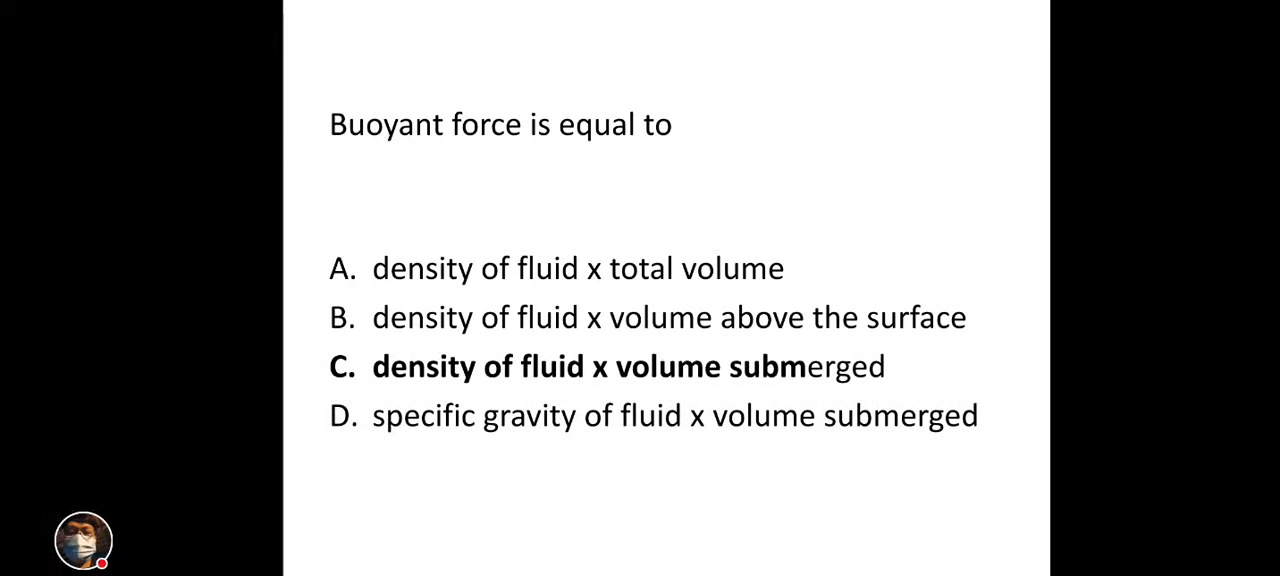 Buoyant force is equal to
A. density of fluid x total volume
B. density of fluid x volume above the surface
C. density of fluid x volume submerged
D. specific gravity of fluid x volume submerged